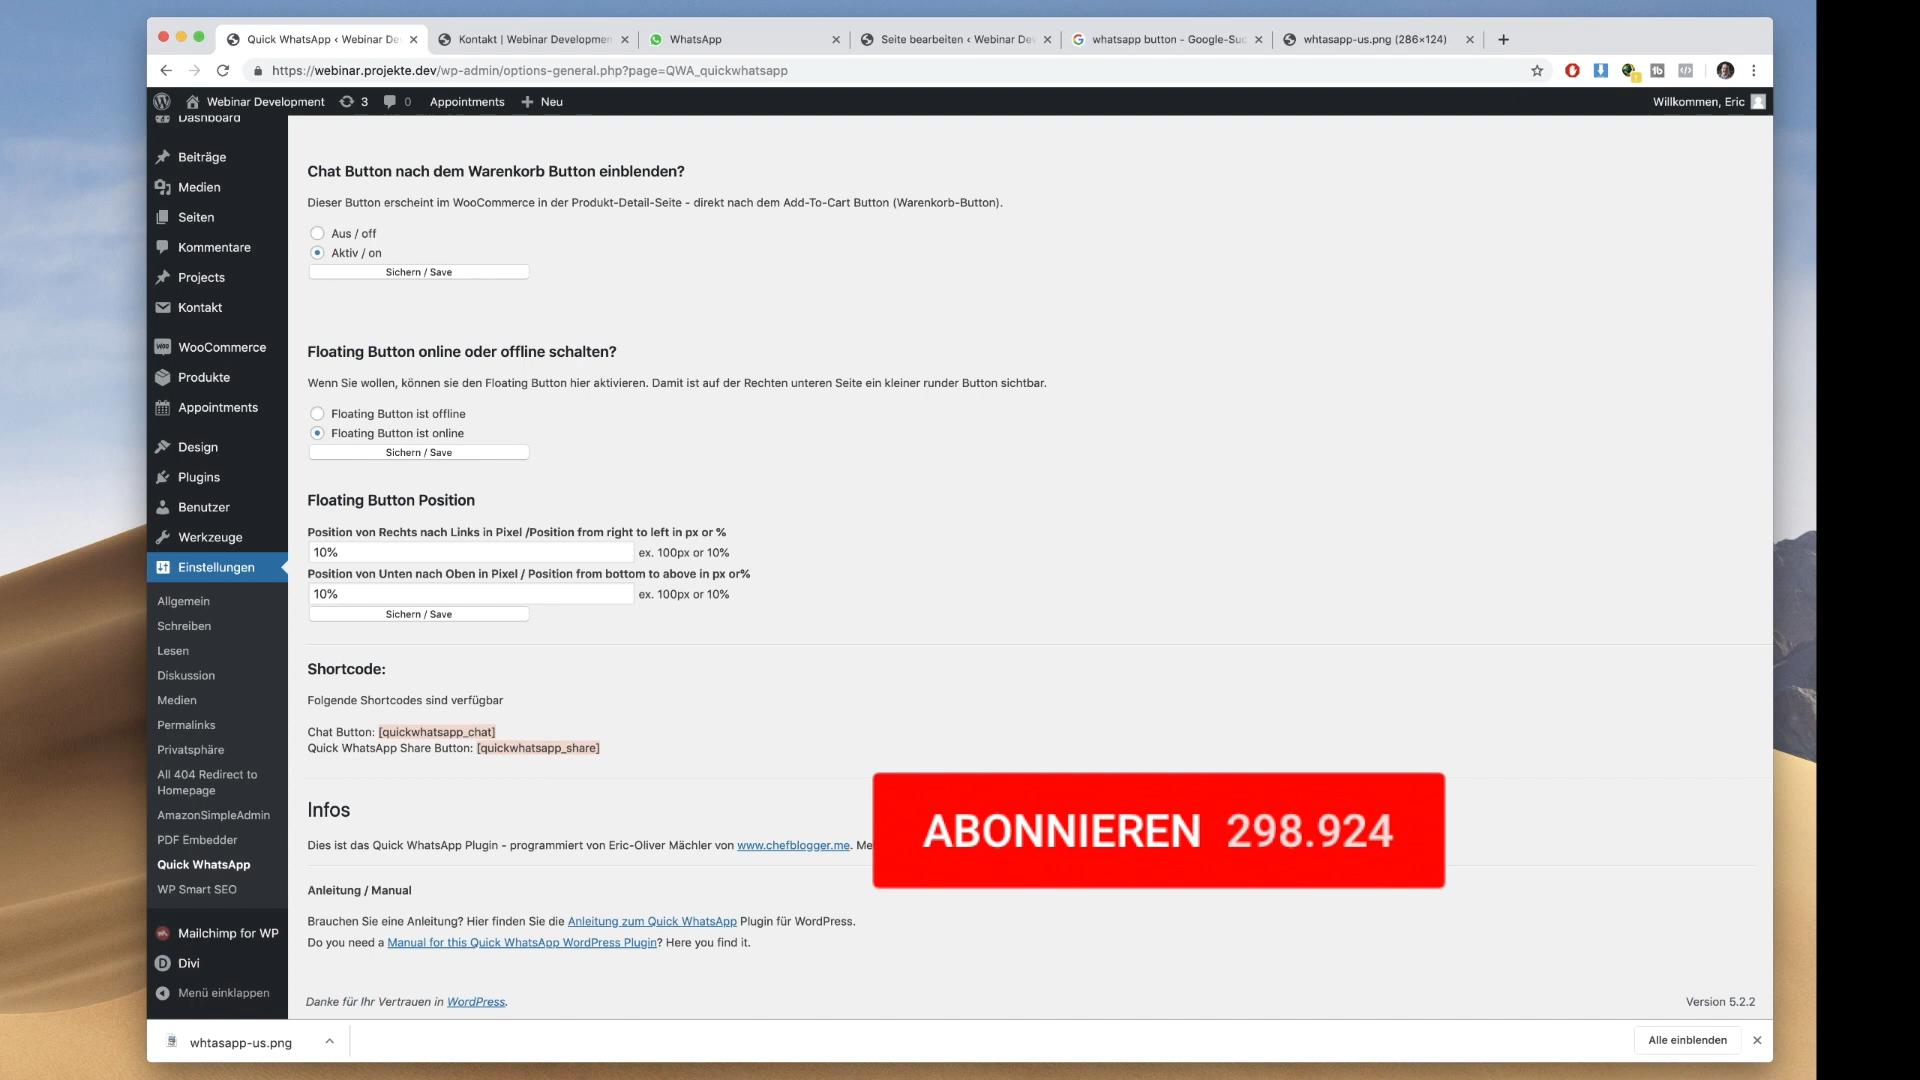 Quick WhatsApp ‹ Webinar De
Kontakt | Webinar Developmen
WhatsApp
Seite bearbeiten ‹ Webinar De
whatsapp button - Google-Suc
whtasapp-us.png (286×124)
https://webinar.projekte.dev/wp-admin/options-general.php?page=QWA_quickwhatsapp
Webinar Development 3 0 Appointments + Neu
Willkommen, Eric
Dashboard
Beiträge
Medien
Seiten
Kommentare
Projects
Kontakt
WooCommerce
Produkte
Appointments
Design
Plugins
Benutzer
Werkzeuge
Einstellungen
Allgemein
Schreiben
Lesen
Diskussion
Medien
Permalinks
Privatsphäre
All 404 Redirect to
Homepage
AmazonSimpleAdmin
PDF Embedder
Quick WhatsApp
WP Smart SEO
Mailchimp for WP
Divi
Menü einklappen
Chat Button nach dem Warenkorb Button einblenden?
Dieser Button erscheint im WooCommerce in der Produkt-Detail-Seite - direkt nach dem Add-To-Cart Button (Warenkorb-Button).
Aus / off
Aktiv / on
Sichern / Save
Floating Button online oder offline schalten?
Wenn Sie wollen, können sie den Floating Button hier aktivieren. Damit ist auf der Rechten unteren Seite ein kleiner runder Button sichtbar.
Floating Button ist offline
Floating Button ist online
Sichern / Save
Floating Button Position
Position von Rechts nach Links in Pixel /Position from right to left in px or %
10% ex. 100px or 10%
Position von Unten nach Oben in Pixel / Position from bottom to above in px or%
10% ex. 100px or 10%
Sichern / Save
Shortcode:
Folgende Shortcodes sind verfügbar
Chat Button: [quickwhatsapp_chat]
Quick WhatsApp Share Button: [quickwhatsapp_share]
Infos
Dies ist das Quick WhatsApp Plugin - programmiert von Eric-Oliver Mächler von www.chefblogger.me. Me
ABONNIEREN 298.924
Anleitung / Manual
Brauchen Sie eine Anleitung? Hier finden Sie die Anleitung zum Quick WhatsApp Plugin für WordPress.
Do you need a Manual for this Quick WhatsApp WordPress Plugin? Here you find it.
Danke für Ihr Vertrauen in WordPress.
Version 5.2.2
whtasapp-us.png
Alle einblenden